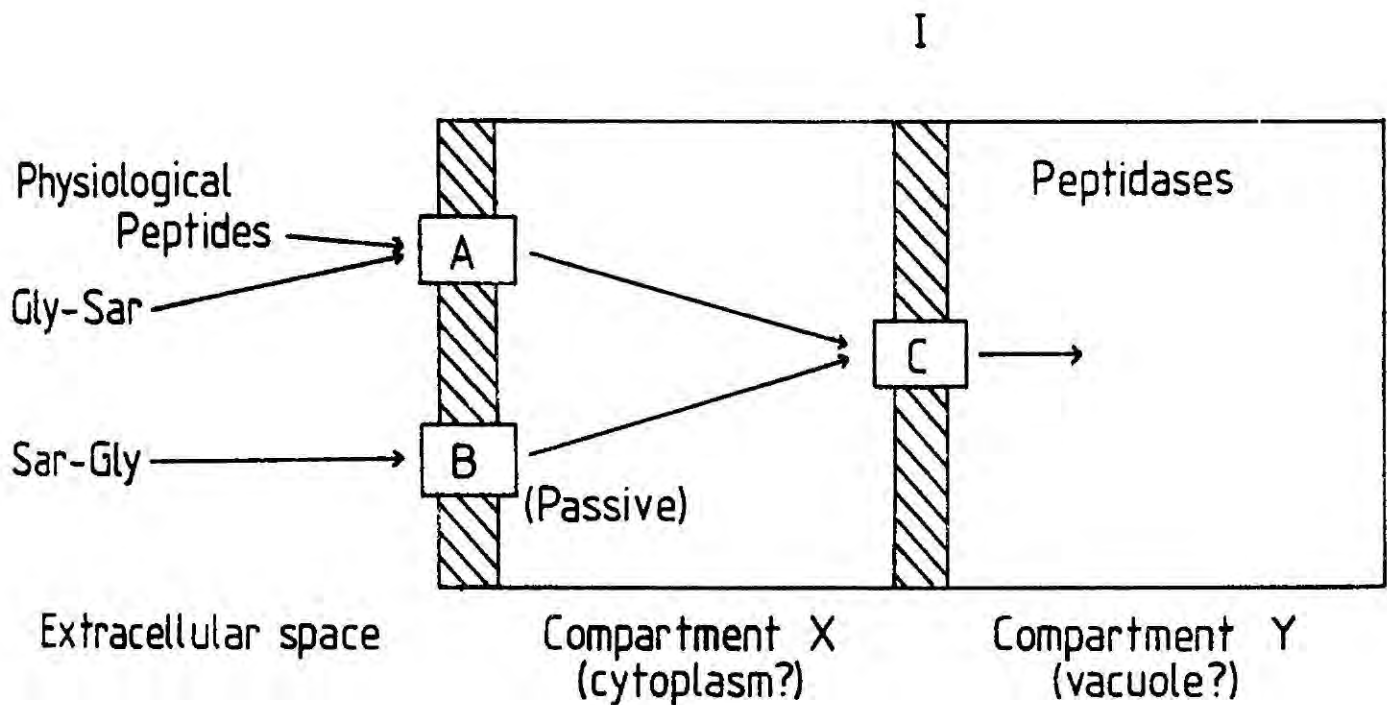 I
Physiological
Peptides
Gly-Sar
Sar-Gly
A
B
(Passive)
C
Peptidases
Extracellular space
Compartment X
(cytoplasm?)
Compartment Y
(vacuole?)